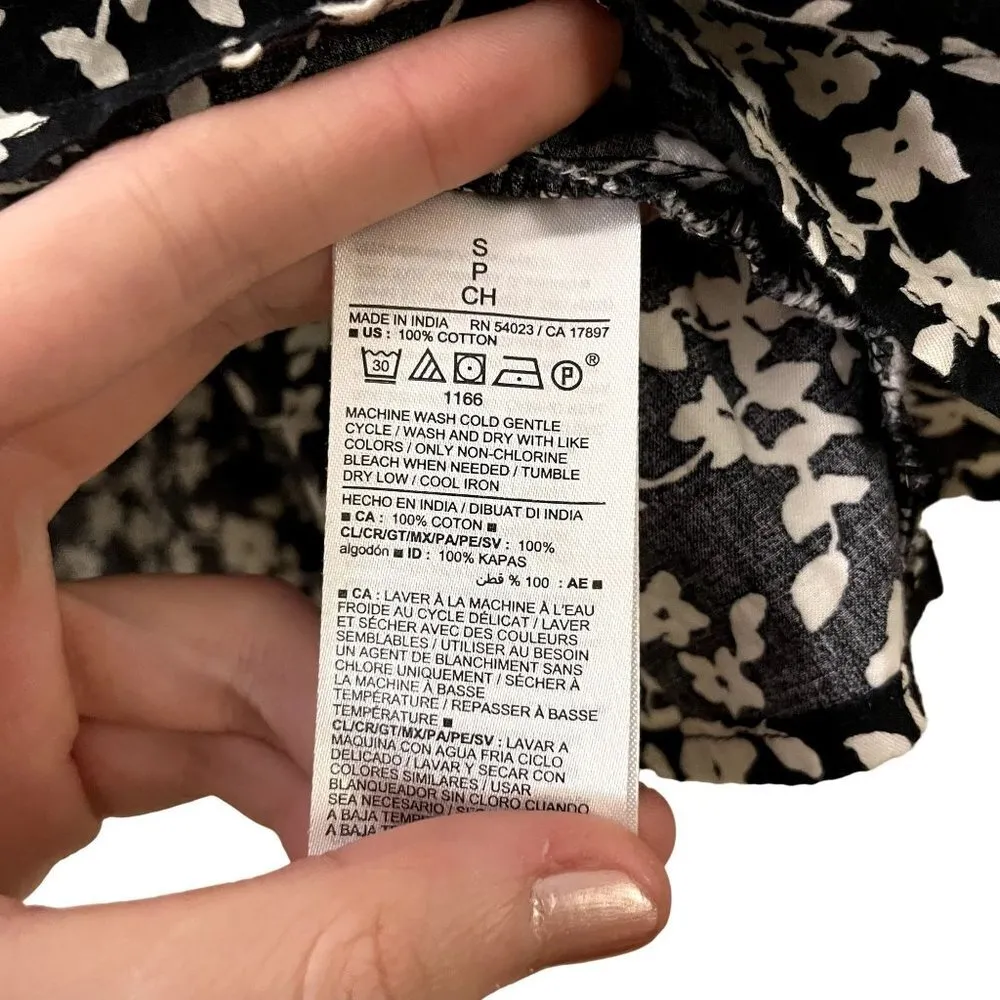 S
P
CH
MADE IN INDIA RN 54023 / CA 17897
■ US : 100% COTTON
30 P ®
1166
MACHINE WASH COLD GENTLE
CYCLE / WASH AND DRY WITH LIKE
COLORS / ONLY NON-CHLORINE
BLEACH WHEN NEEDED / TUMBLE
DRY LOW / COOL IRON
HECHO EN INDIA / DIBUAT DI INDIA
■ CA : 100% COTON ■
CL/CR/GT/MX/PA/PE/SV : 100%
algodón ■ ID : 100% KAPAS
■ AE : 100 % قطن
■ CA : LAVER À LA MACHINE À L'EAU
FROIDE AU CYCLE DÉLICAT / LAVER
ET SÉCHER AVEC DES COULEURS
SEMBLABLES / UTILISER AU BESOIN
UN AGENT DE BLANCHIMENT SANS
CHLORE UNIQUEMENT / SÉCHER À
LA MACHINE À BASSE
TEMPÉRATURE / REPASSER À BASSE
TEMPÉRATURE ■
CL/CR/GT/MX/PA/PE/SV : LAVAR A
MAQUINA CON AGUA FRIA CICLO
DELICADO / LAVAR Y SECAR CON
COLORES SIMILARES / USAR
BLANQUEADOR SIN CLORO CUANDO
SEA NECESARIO /
A BAJA
A BAJA